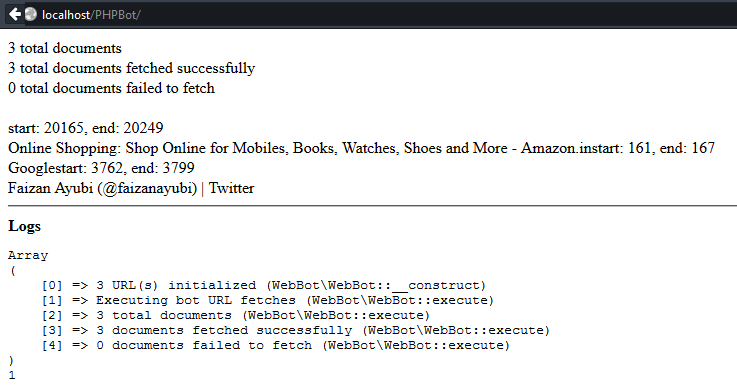 localhost/PHPBot/
3 total documents
3 total documents fetched successfully
0 total documents failed to fetch
start: 20165, end: 20249
Online Shopping: Shop Online for Mobiles, Books, Watches, Shoes and More - Amazon.instart: 161, end: 167
Googlestart: 3762, end: 3799
Faizan Ayubi (@faizanayubi) | Twitter
Logs
Array
(
[0] => 3 URL(s) initialized (WebBot\WebBot::__construct)
[1] => Executing bot URL fetches (WebBot\WebBot::execute)
[2] => 3 total documents (WebBot\WebBot::execute)
[3] => 3 documents fetched successfully (WebBot\WebBot::execute)
[4] => 0 documents failed to fetch (WebBot\WebBot::execute)
)
1